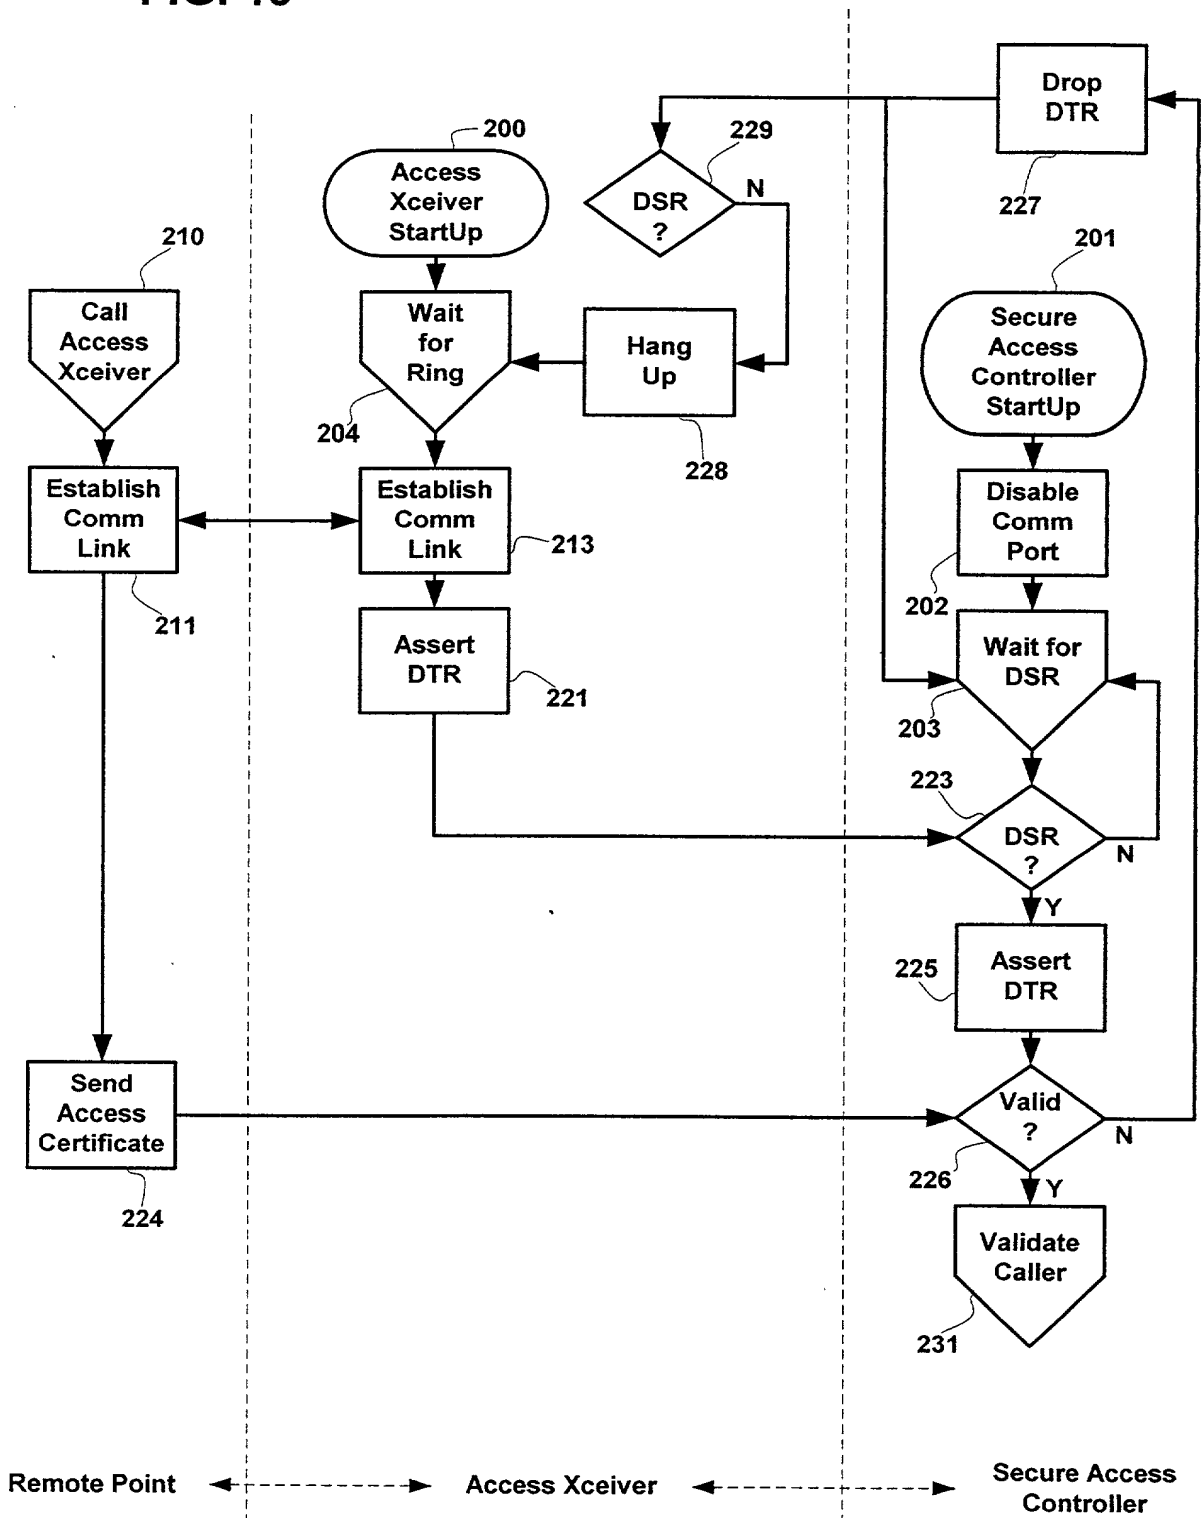 Drop
DTR
227
200
Access
Xceiver
StartUp
229
DSR
?
N
201
Secure
Access
Controller
StartUp
210
Call
Access
Xceiver
Wait
for
Ring
204
Hang
Up
228
Establish
Comm
Link
211
Establish
Comm
Link
213
Disable
Comm
Port
202
Assert
DTR
221
Wait for
DSR
203
223
DSR
?
N
Y
225
Assert
DTR
Send
Access
Certificate
224
Valid
?
N
226
Y
Validate
Caller
231
Remote Point
Access Xceiver
Secure Access
Controller